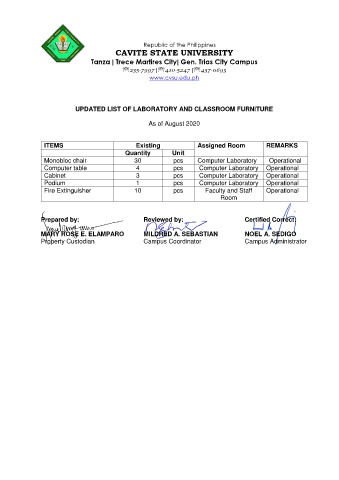 Republic of the Philippines
CAVITE STATE UNIVERSITY
Tanza | Trece Martires City| Gen. Trias City Campus
(046) 235-7997 | (046) 410-5247 | (046) 437-0693
www.cvsu.edu.ph
UPDATED LIST OF LABORATORY AND CLASSROOM FURNITURE
As of August 2020
ITEMS Existing Assigned Room REMARKS
Quantity Unit
Monobloc chair 30 pcs Computer Laboratory Operational
Computer table 4 pcs Computer Laboratory Operational
Cabinet 3 pcs Computer Laboratory Operational
Podium 1 pcs Computer Laboratory Operational
Fire Extinguisher 10 pcs Faculty and Staff Room Operational
Prepared by: Reviewed by: Certified Correct:
MARY ROSE E. ELAMPARO MILDRED A. SEBASTIAN NOEL A. SEDIGO
Property Custodian Campus Coordinator Campus Administrator